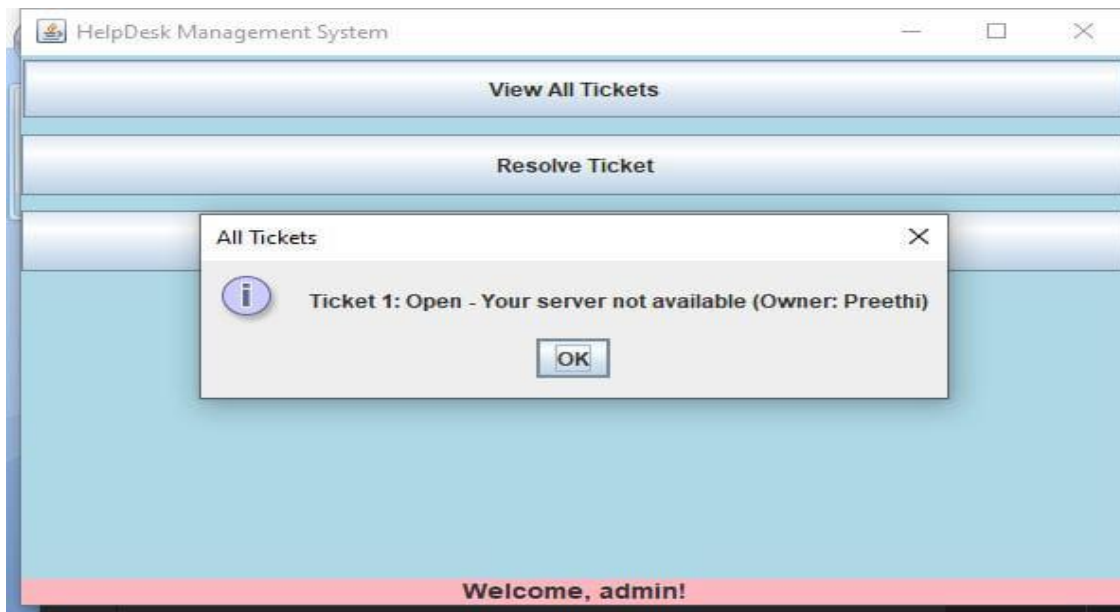 HelpDesk Management System
View All Tickets
Resolve Ticket
All Tickets
Ticket 1: Open - Your server not available (Owner: Preethi)
OK
Welcome, admin!